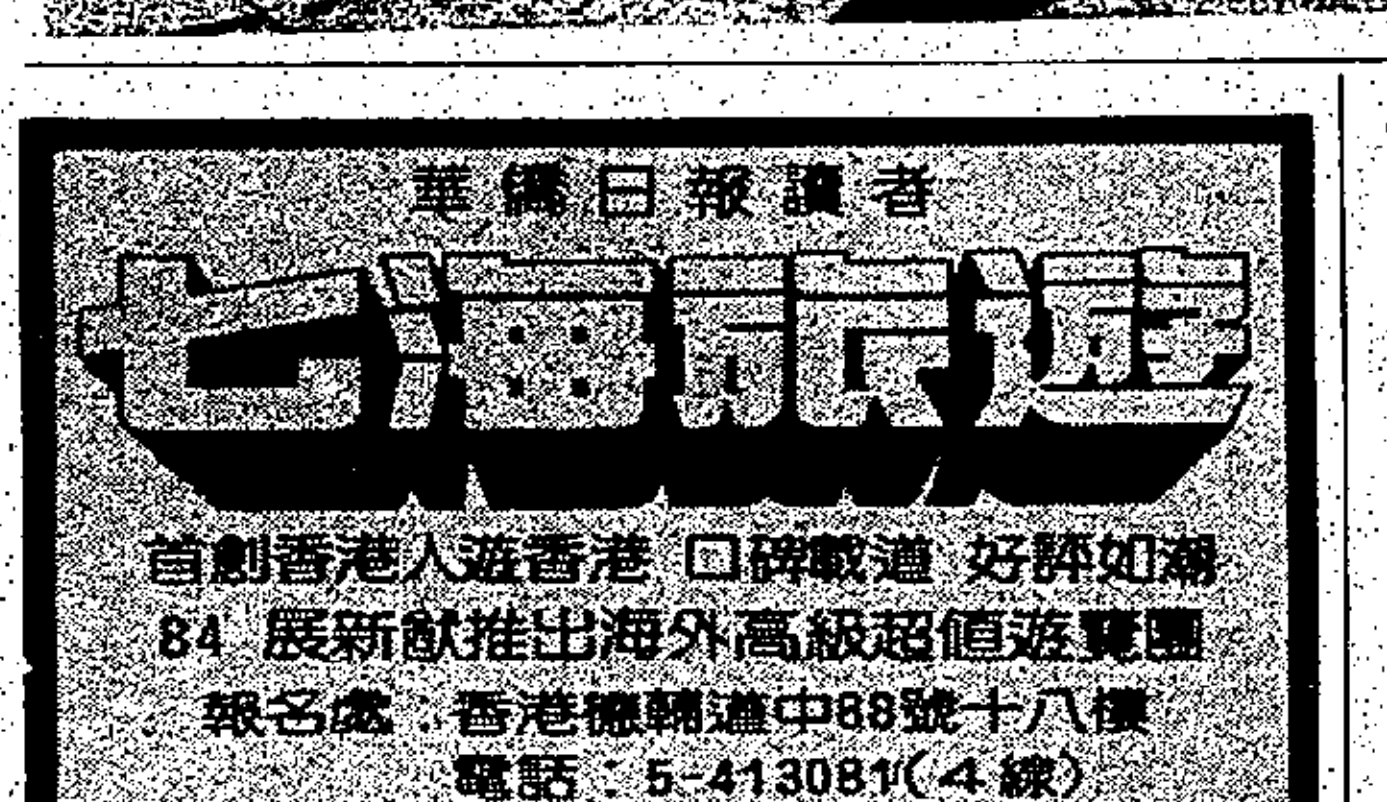 華僑日報讀者
七海旅遊
首創香港人遊香港 口碑載道 好評如潮
84 展新猷推出海外高級超值遊覽團
報名處：香港德輔道中88號十八樓
電話：5-413081(4線)